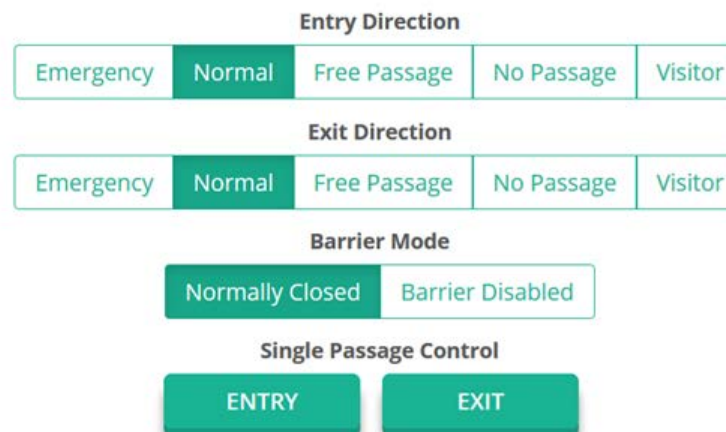 Entry Direction
Emergency Normal Free Passage No Passage Visitor
Exit Direction
Emergency Normal Free Passage No Passage Visitor
Barrier Mode
Normally Closed Barrier Disabled
Single Passage Control
ENTRY EXIT